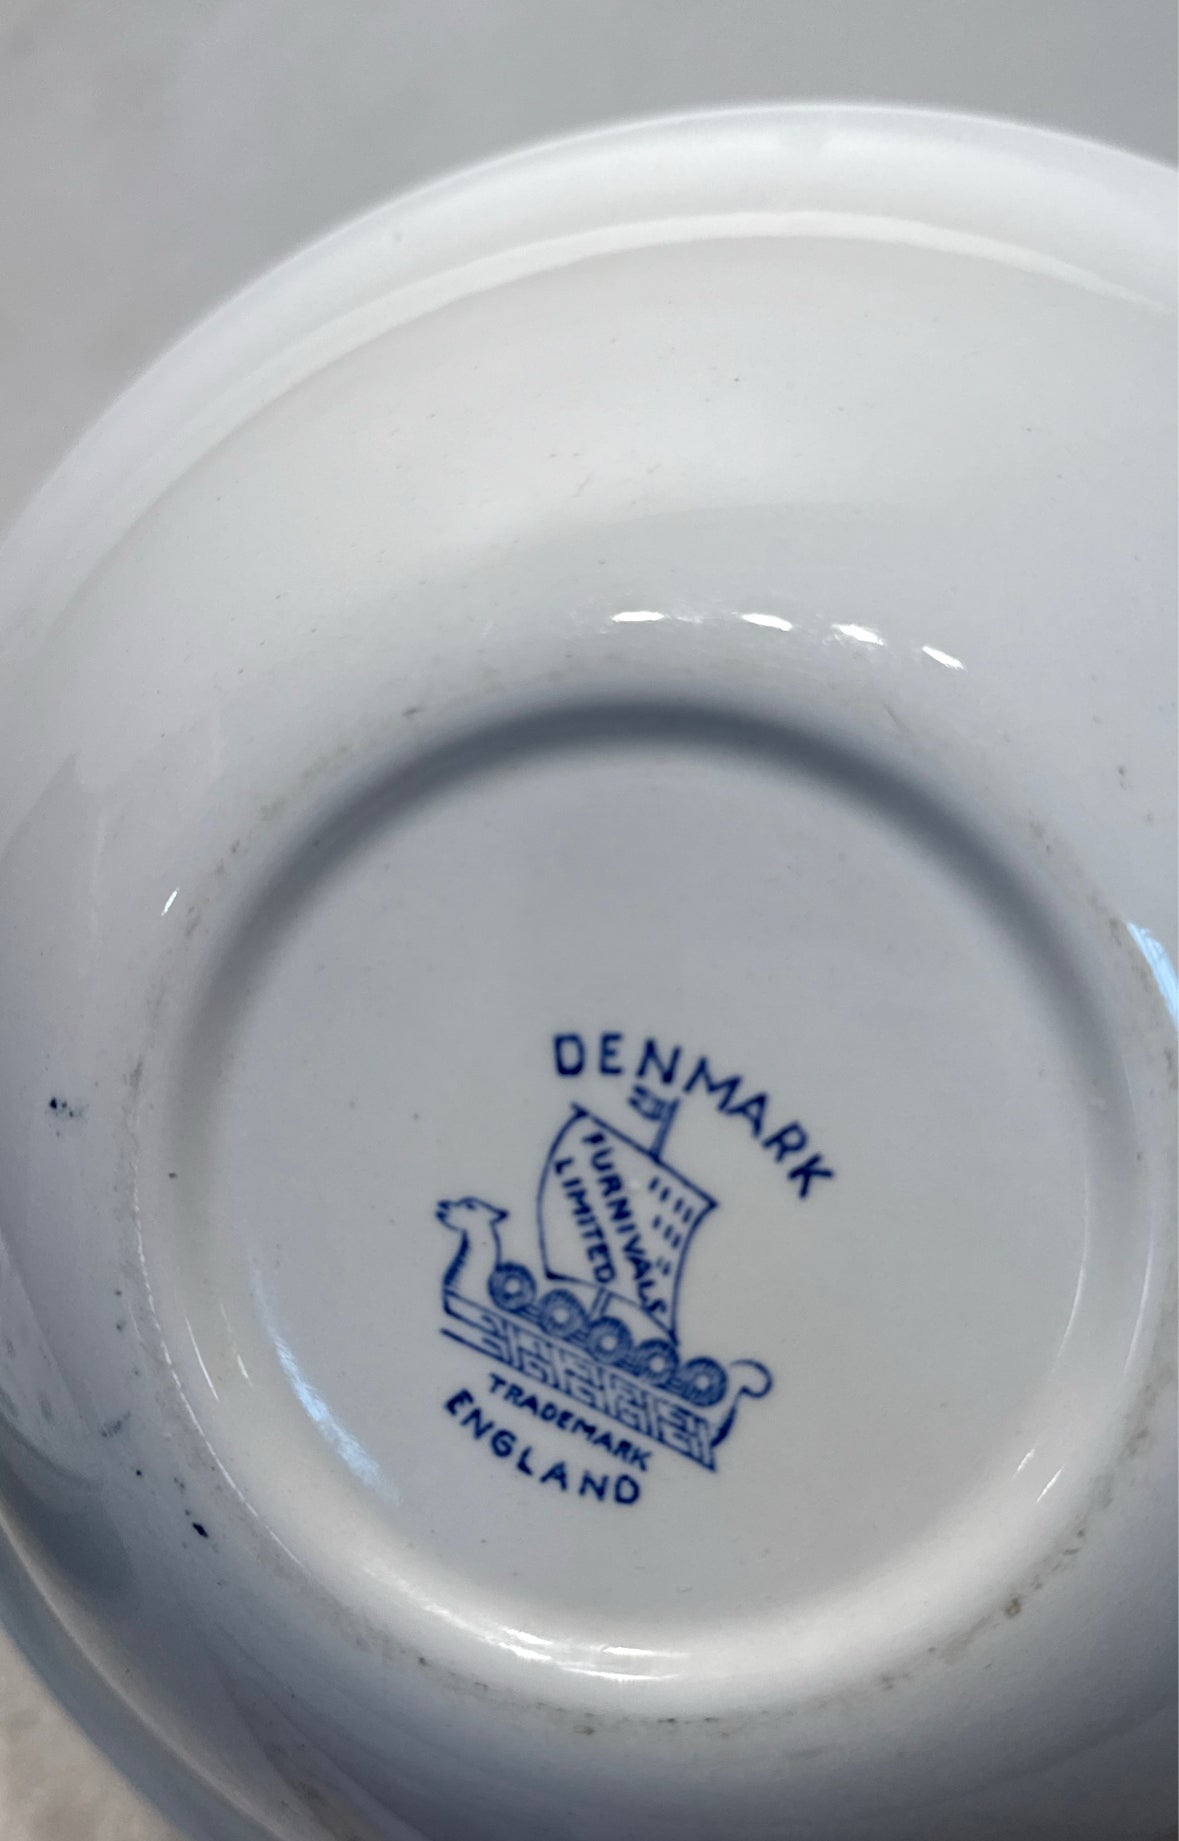 DENMARK
FURNIVALS
LIMITED
TRADEMARK
ENGLAND